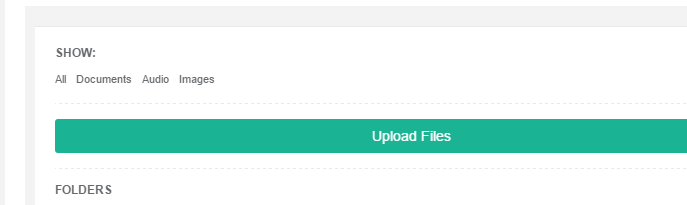 SHOW:
All Documents Audio Images
Upload Files
FOLDERS